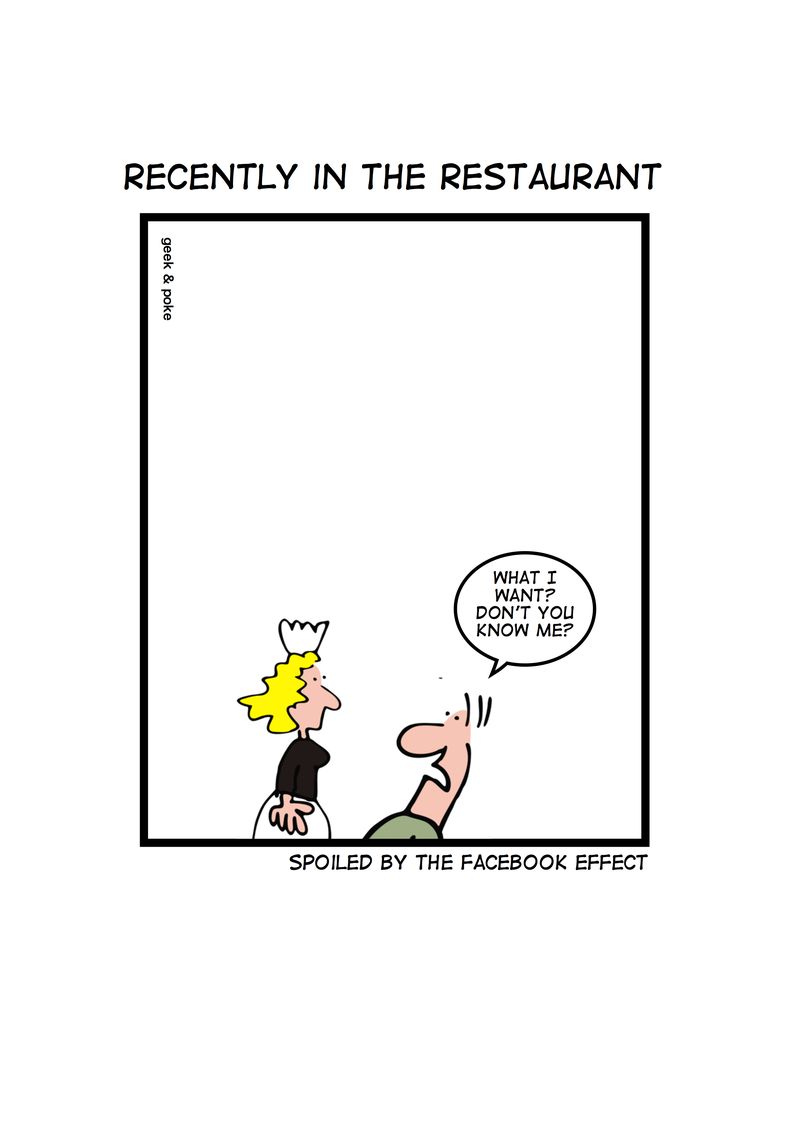 RECENTLY IN THE RESTAURANT
geek & poke
WHAT I
WANT?
DON'T YOU
KNOW ME?
SPOILED BY THE FACEBOOK EFFECT